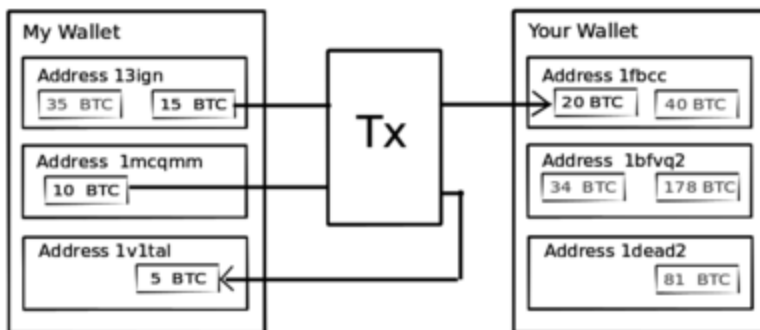 My Wallet
Address 13ign
35 BTC 15 BTC
Address 1mcqmm
10 BTC
Address 1v1tal
5 BTC
Tx
Your Wallet
Address 1fbcc
20 BTC 40 BTC
Address 1bfvq2
34 BTC 178 BTC
Address 1dead2
81 BTC